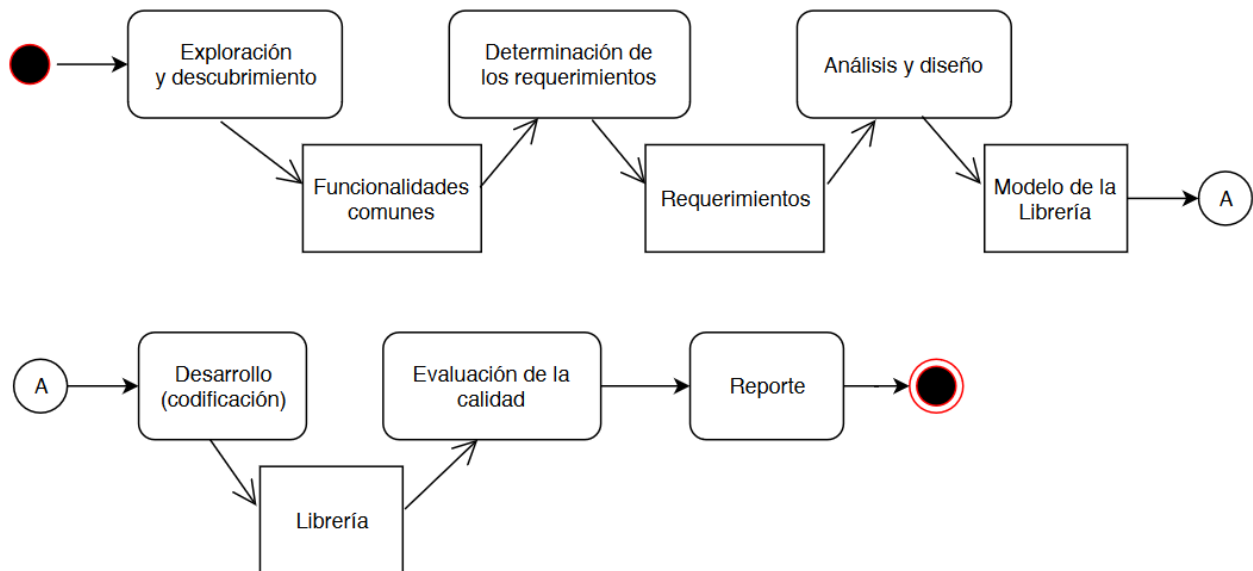 Exploración
y descubrimiento
Determinación de
los requerimientos
Análisis y diseño
Funcionalidades
comunes
Requerimientos
Modelo de la
Librería
A
A
Desarrollo
(codificación)
Evaluación de la
calidad
Reporte
Librería